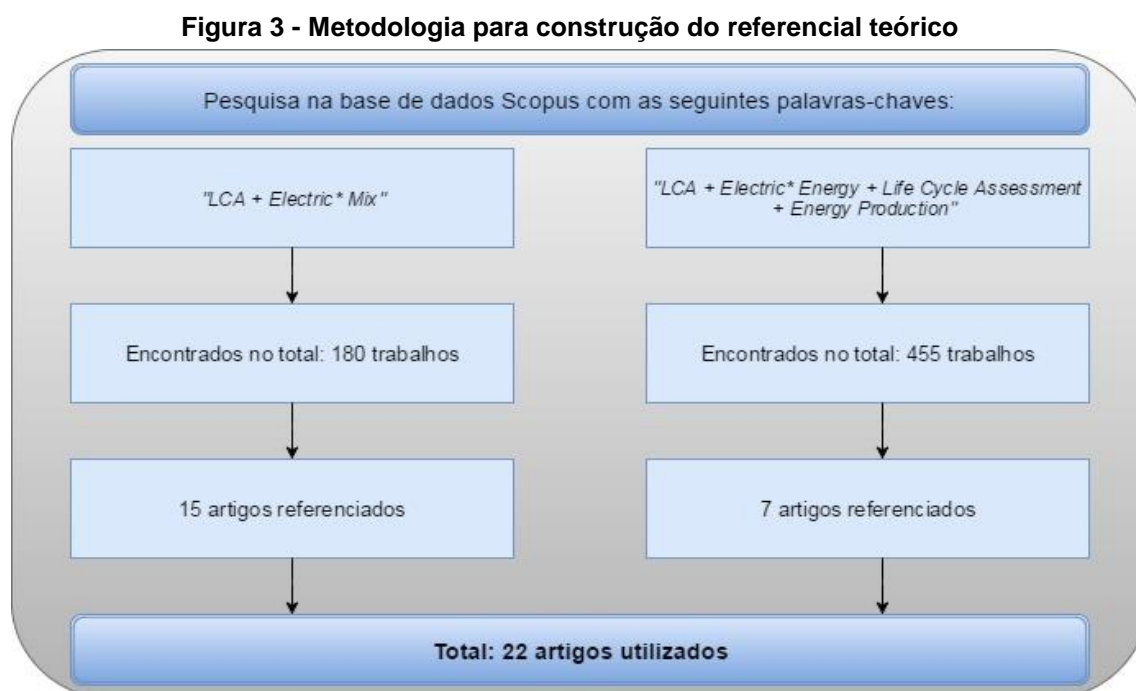 Figura 3 - Metodologia para construção do referencial teórico
Pesquisa na base de dados Scopus com as seguintes palavras-chaves:
"LCA + Electric* Mix"
"LCA + Electric* Energy + Life Cycle Assessment
+ Energy Production"
Encontrados no total: 180 trabalhos
Encontrados no total: 455 trabalhos
15 artigos referenciados
7 artigos referenciados
Total: 22 artigos utilizados